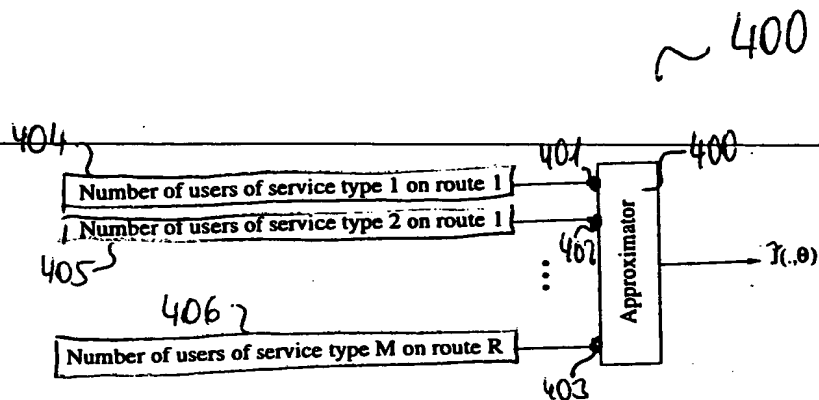 400
404
401
400
Number of users of service type 1 on route 1
Number of users of service type 2 on route 1
402
405
Approximator
J̃(.,θ)
406
Number of users of service type M on route R
403